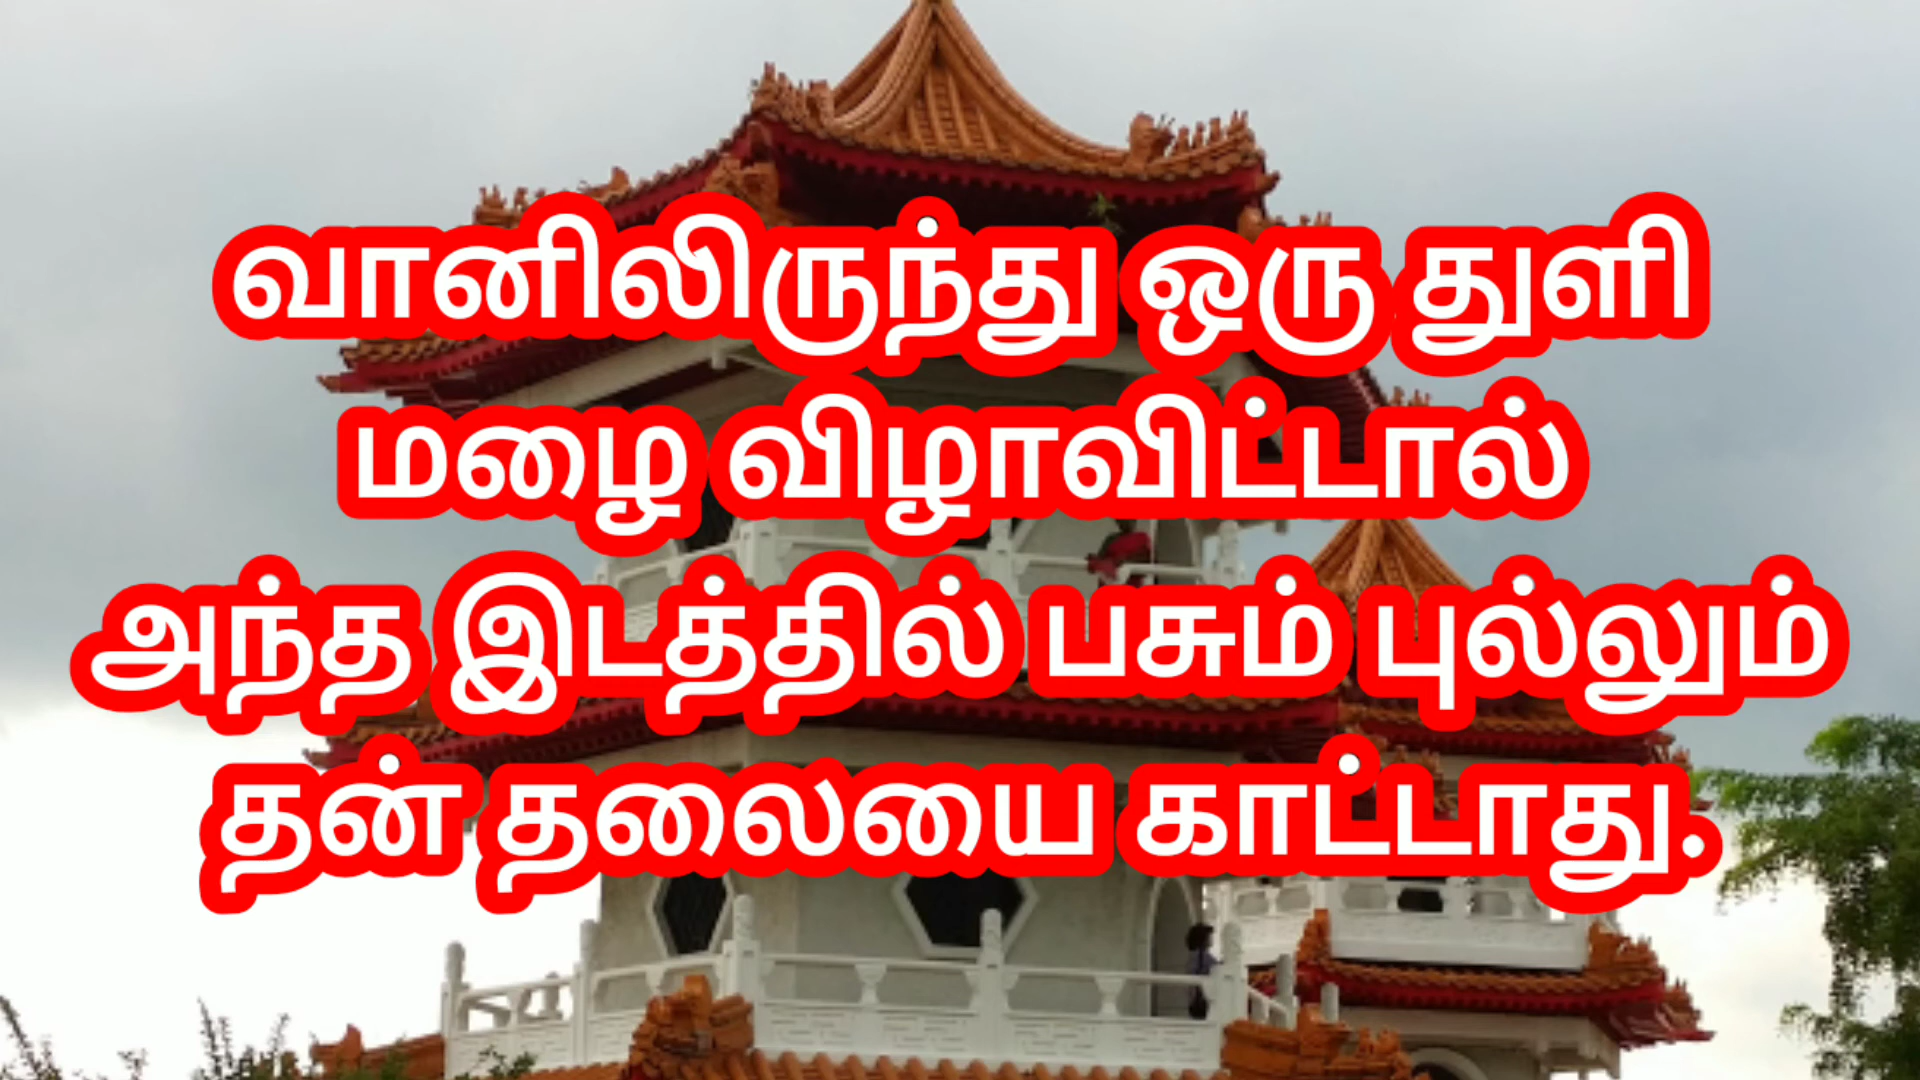 வானிலிருந்து ஒரு துளி
மழை விழாவிட்டால்
அந்த இடத்தில் பசும் புல்லும்
தன் தலையை காட்டாது.